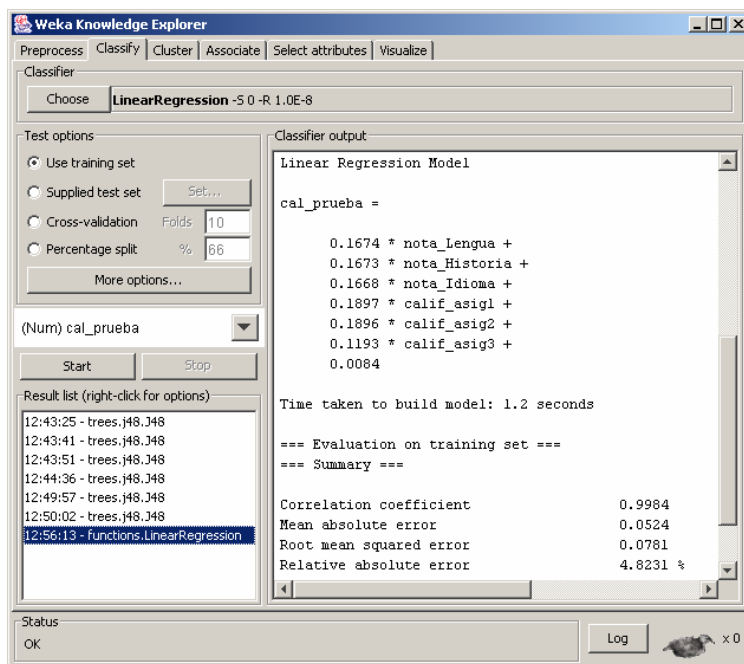 Weka Knowledge Explorer
Preprocess Classify Cluster Associate Select attributes Visualize
Classifier
Choose LinearRegression -S 0 -R 1.0E-8
Test options
Use training set
Supplied test set Set...
Cross-validation Folds 10
Percentage split % 66
More options...
(Num) cal_prueba
Start Stop
Result list (right-click for options)
12:43:25 - trees.j48.J48
12:43:41 - trees.j48.J48
12:43:51 - trees.j48.J48
12:44:36 - trees.j48.J48
12:49:57 - trees.j48.J48
12:50:02 - trees.j48.J48
12:56:13 - functions.LinearRegression
Classifier output
Linear Regression Model
cal_prueba =
0.1674 * nota_Lengua +
0.1673 * nota_Historia +
0.1668 * nota_Idioma +
0.1897 * calif_asig1 +
0.1896 * calif_asig2 +
0.1193 * calif_asig3 +
0.0084
Time taken to build model: 1.2 seconds
=== Evaluation on training set ===
=== Summary ===
Correlation coefficient 0.9984
Mean absolute error 0.0524
Root mean squared error 0.0781
Relative absolute error 4.8231 %
Status
OK
Log
x 0